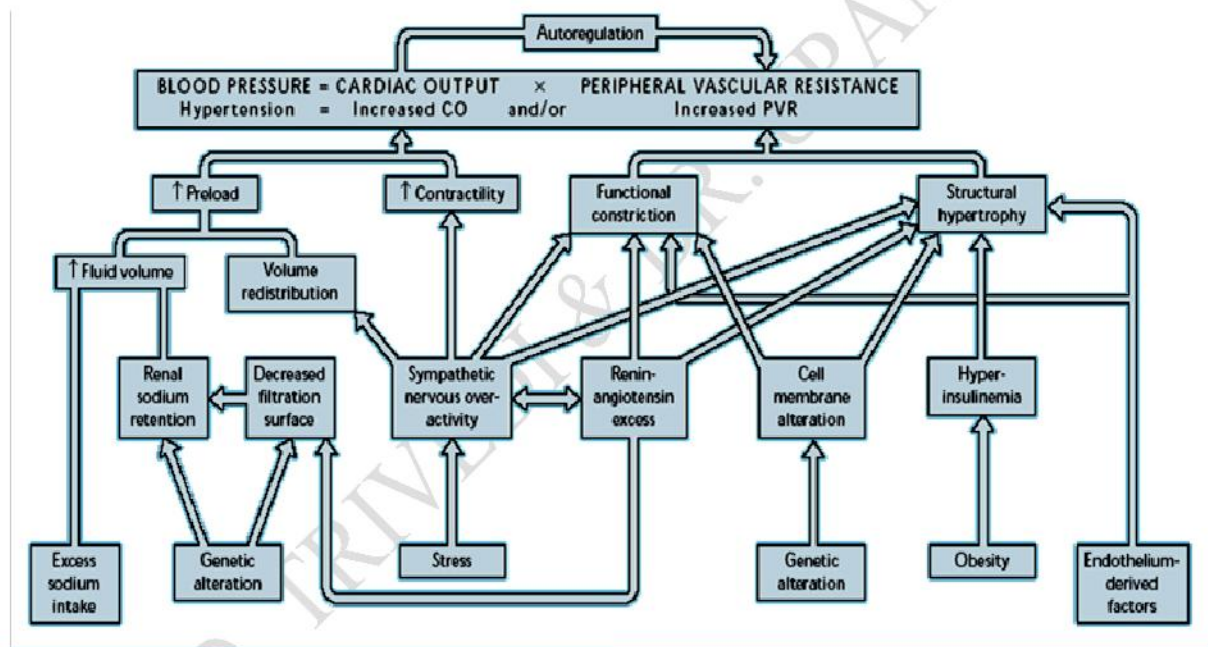 Autoregulation
BLOOD PRESSURE = CARDIAC OUTPUT × PERIPHERAL VASCULAR RESISTANCE
Hypertension = Increased CO and/or Increased PVR
↑ Preload
↑ Contractility
Functional
constriction
Structural
hypertrophy
↑ Fluid volume
Volume
redistribution
Renal
sodium
retention
Decreased
filtration
surface
Sympathetic
nervous over-
activity
Renin-
angiotensin
excess
Cell
membrane
alteration
Hyper-
insulinemia
Excess
sodium
intake
Genetic
alteration
Stress
Genetic
alteration
Obesity
Endothelium-
derived
factors
TRIVEDI & DR.